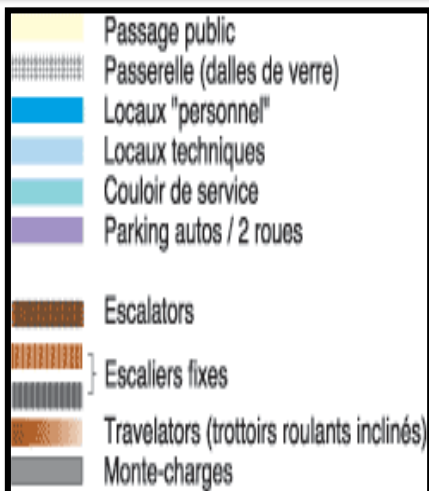 Passage public
Passerelle (dalles de verre)
Locaux "personnel"
Locaux techniques
Couloir de service
Parking autos / 2 roues
Escalators
Escaliers fixes
Travelators (trottoirs roulants inclinés)
Monte-charges